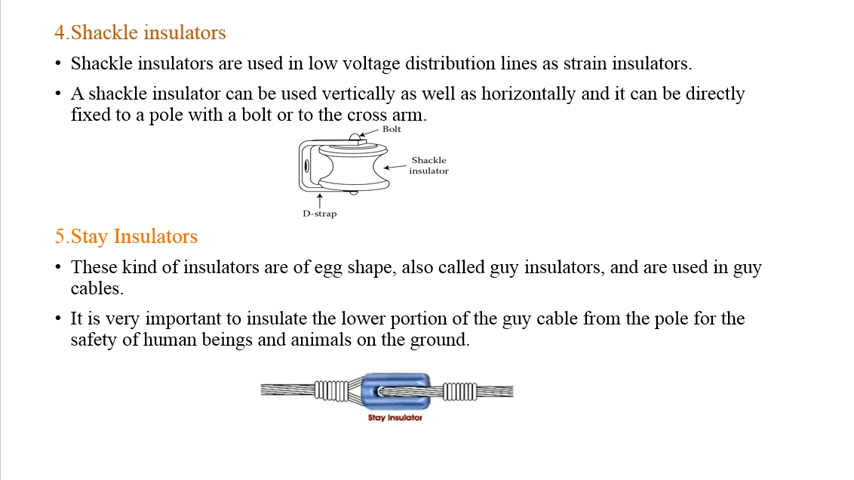 4.Shackle insulators
• Shackle insulators are used in low voltage distribution lines as strain insulators.
• A shackle insulator can be used vertically as well as horizontally and it can be directly
fixed to a pole with a bolt or to the cross arm.
Bolt
Shackle
insulator
D-strap
5.Stay Insulators
• These kind of insulators are of egg shape, also called guy insulators, and are used in guy
cables.
• It is very important to insulate the lower portion of the guy cable from the pole for the
safety of human beings and animals on the ground.
Stay Insulator